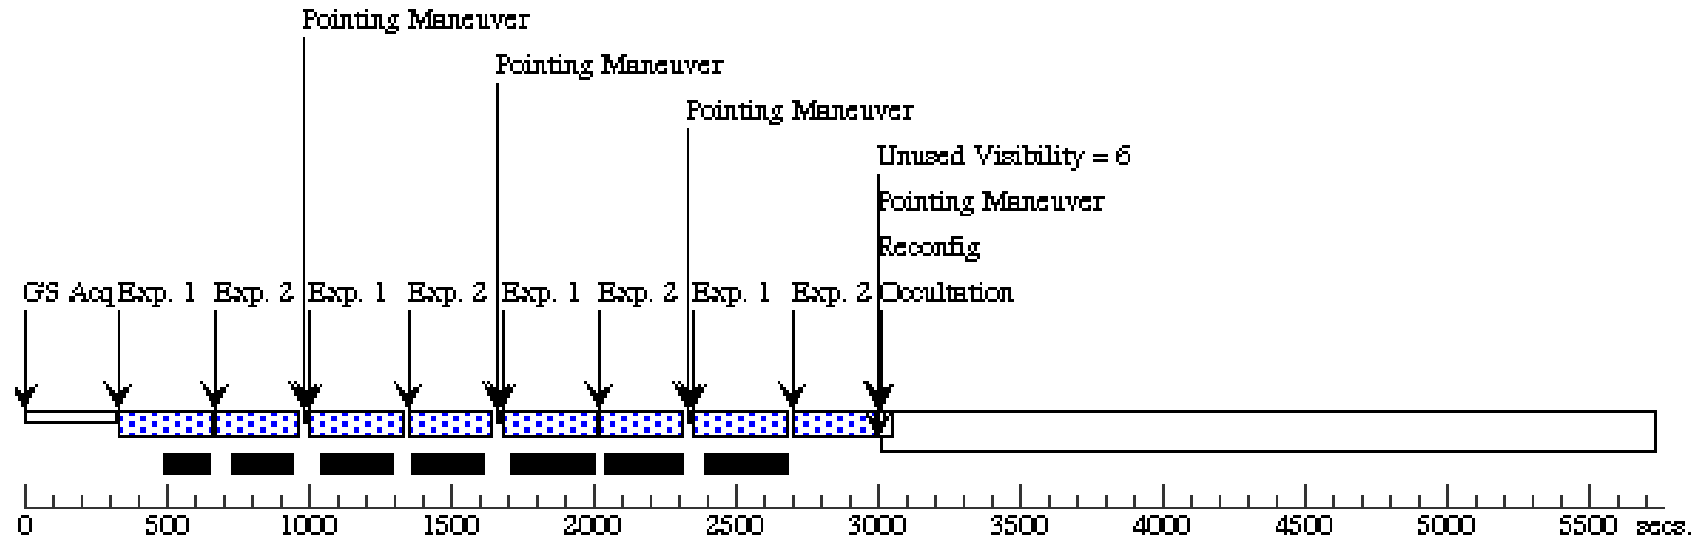 Pointing Maneuver
Pointing Maneuver
Pointing Maneuver
Unused Visibility = 6
Pointing Maneuver
Reconfig
GS Acq Exp. 1 Exp. 2 Exp. 1 Exp. 2 Exp. 1 Exp. 2 Exp. 1 Exp. 2 Occultation
0 500 1000 1500 2000 2500 3000 3500 4000 4500 5000 5500 secs.